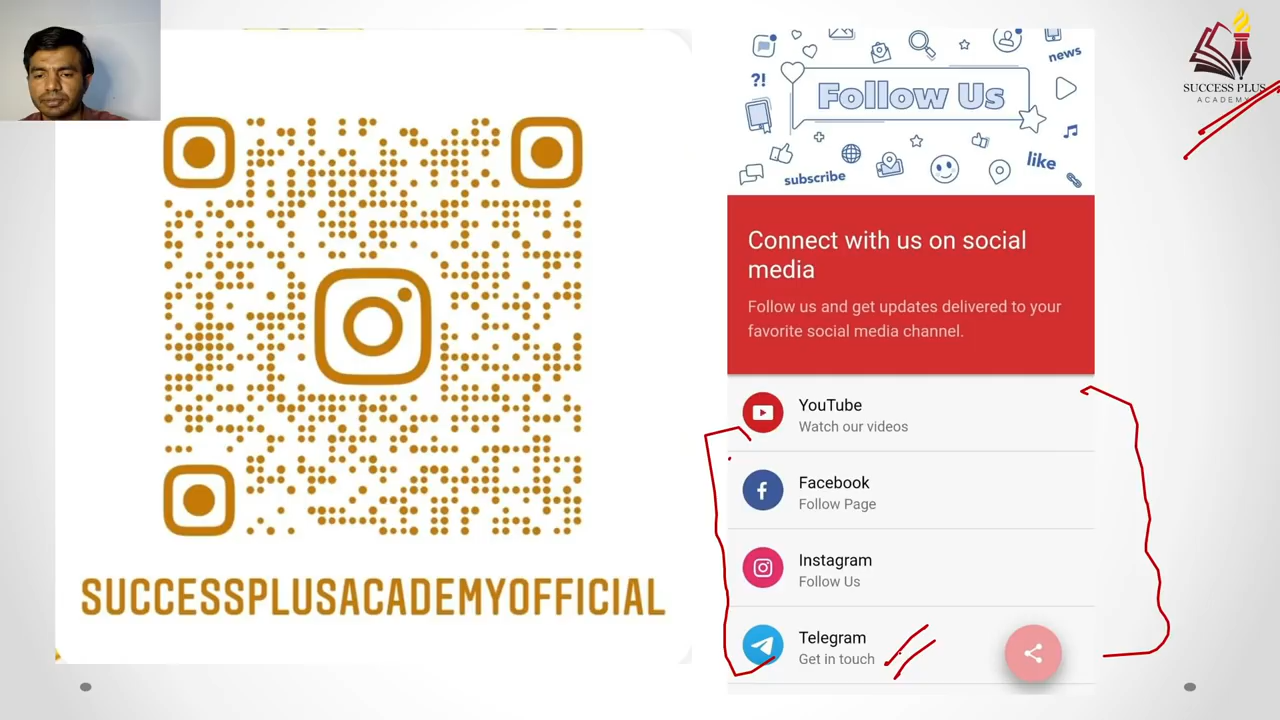 SUCCESS PLUS
ACADEMY
?!
news
Follow Us
like
subscribe
SUCCESSPLUSACADEMYOFFICIAL
Connect with us on social
media
Follow us and get updates delivered to your
favorite social media channel.
YouTube
Watch our videos
Facebook
Follow Page
Instagram
Follow Us
Telegram
Get in touch